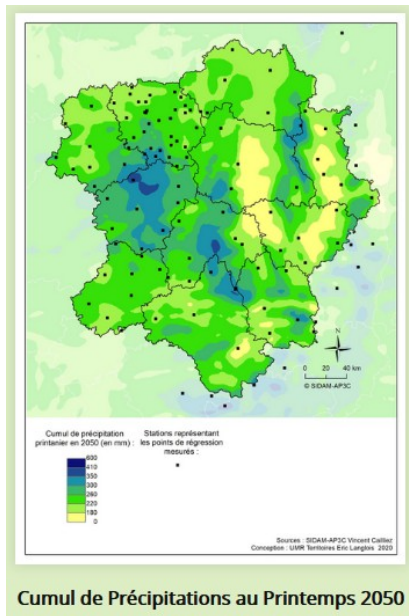 N
0 20 40 km
© SIDAM-AP3C
Cumul de précipitation
printanier en 2050 (en mm) :
Stations représentant
les points de régression
mesurés :
600
410
350
300
260
220
180
0
Sources : SIDAM-AP3C Vincent Cailliez
Conception : UMR Territoires Eric Langlois 2020
Cumul de Précipitations au Printemps 2050